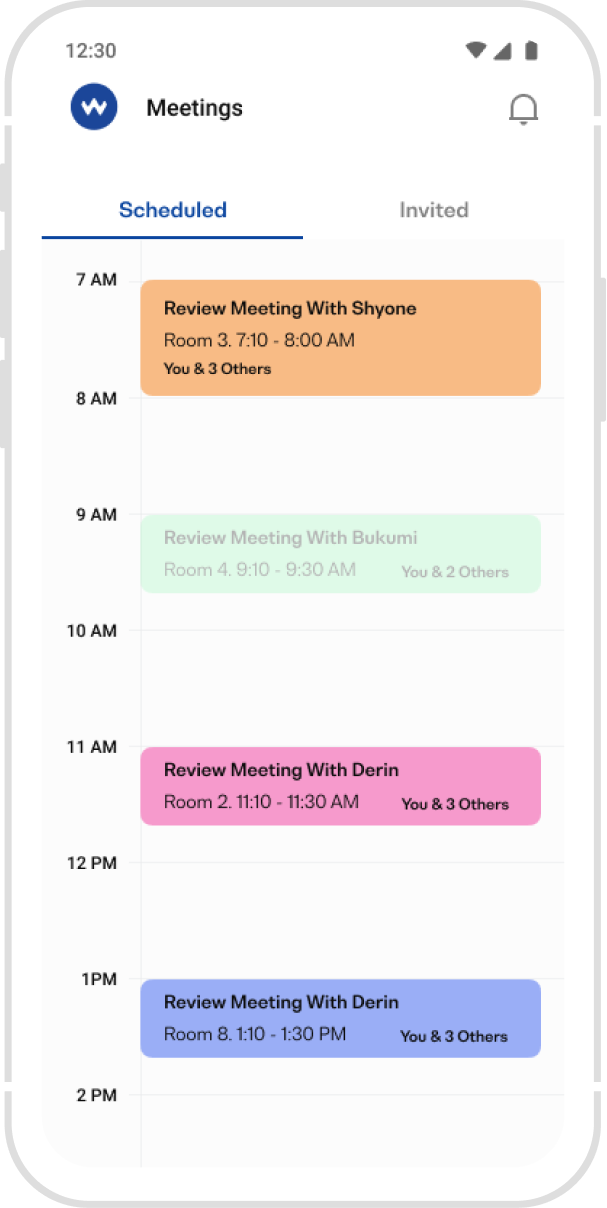 12:30
Meetings
Scheduled
Invited
7 AM
Review Meeting With Shyone
Room 3. 7:10 - 8:00 AM
You & 3 Others
8 AM
9 AM
Review Meeting With Bukumi
Room 4. 9:10 - 9:30 AM
You & 2 Others
10 AM
11 AM
Review Meeting With Derin
Room 2. 11:10 - 11:30 AM
You & 3 Others
12 PM
1PM
Review Meeting With Derin
Room 8. 1:10 - 1:30 PM
You & 3 Others
2 PM